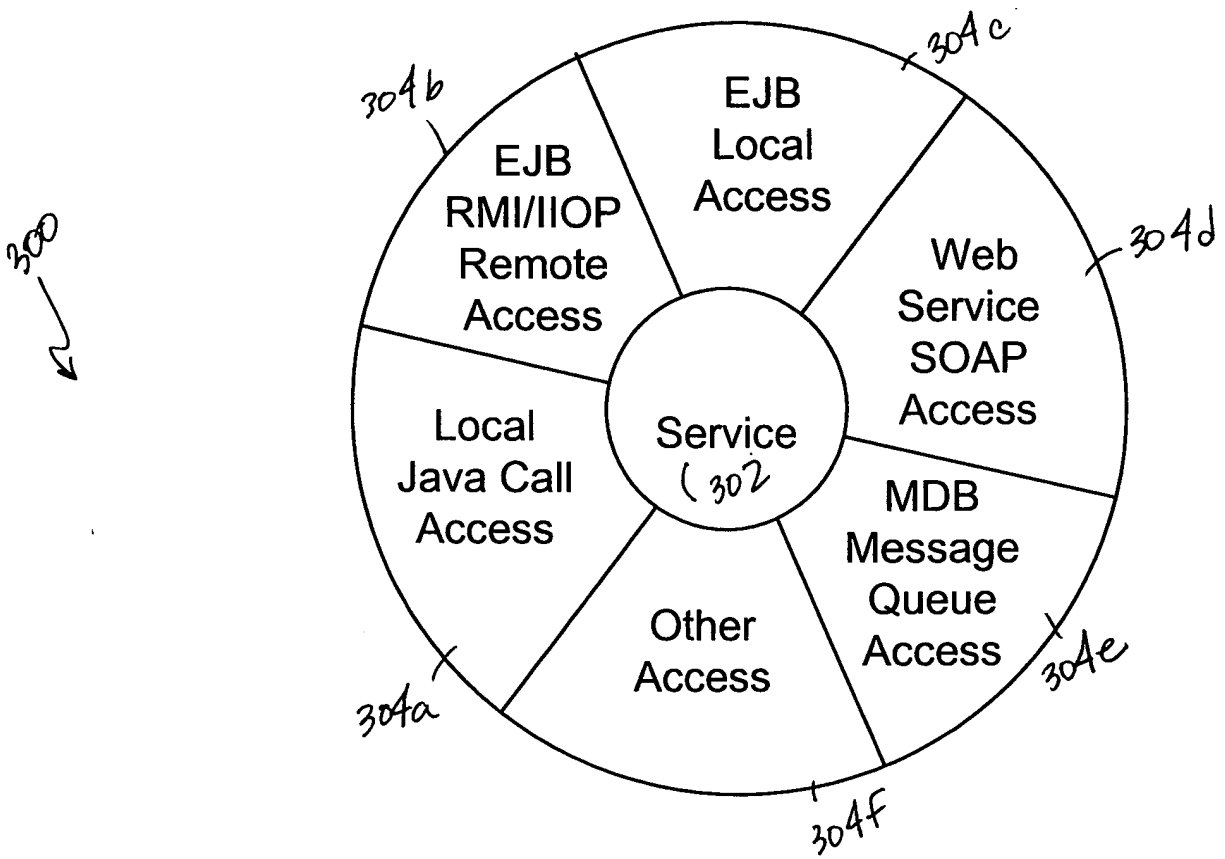 304c
304b
EJB
Local
Access
EJB
RMI/IIOP
Remote
Access
300
304d
Web
Service
SOAP
Access
Local
Java Call
Access
Service
302
MDB
Message
Queue
Access
Other
Access
304a
304e
304f